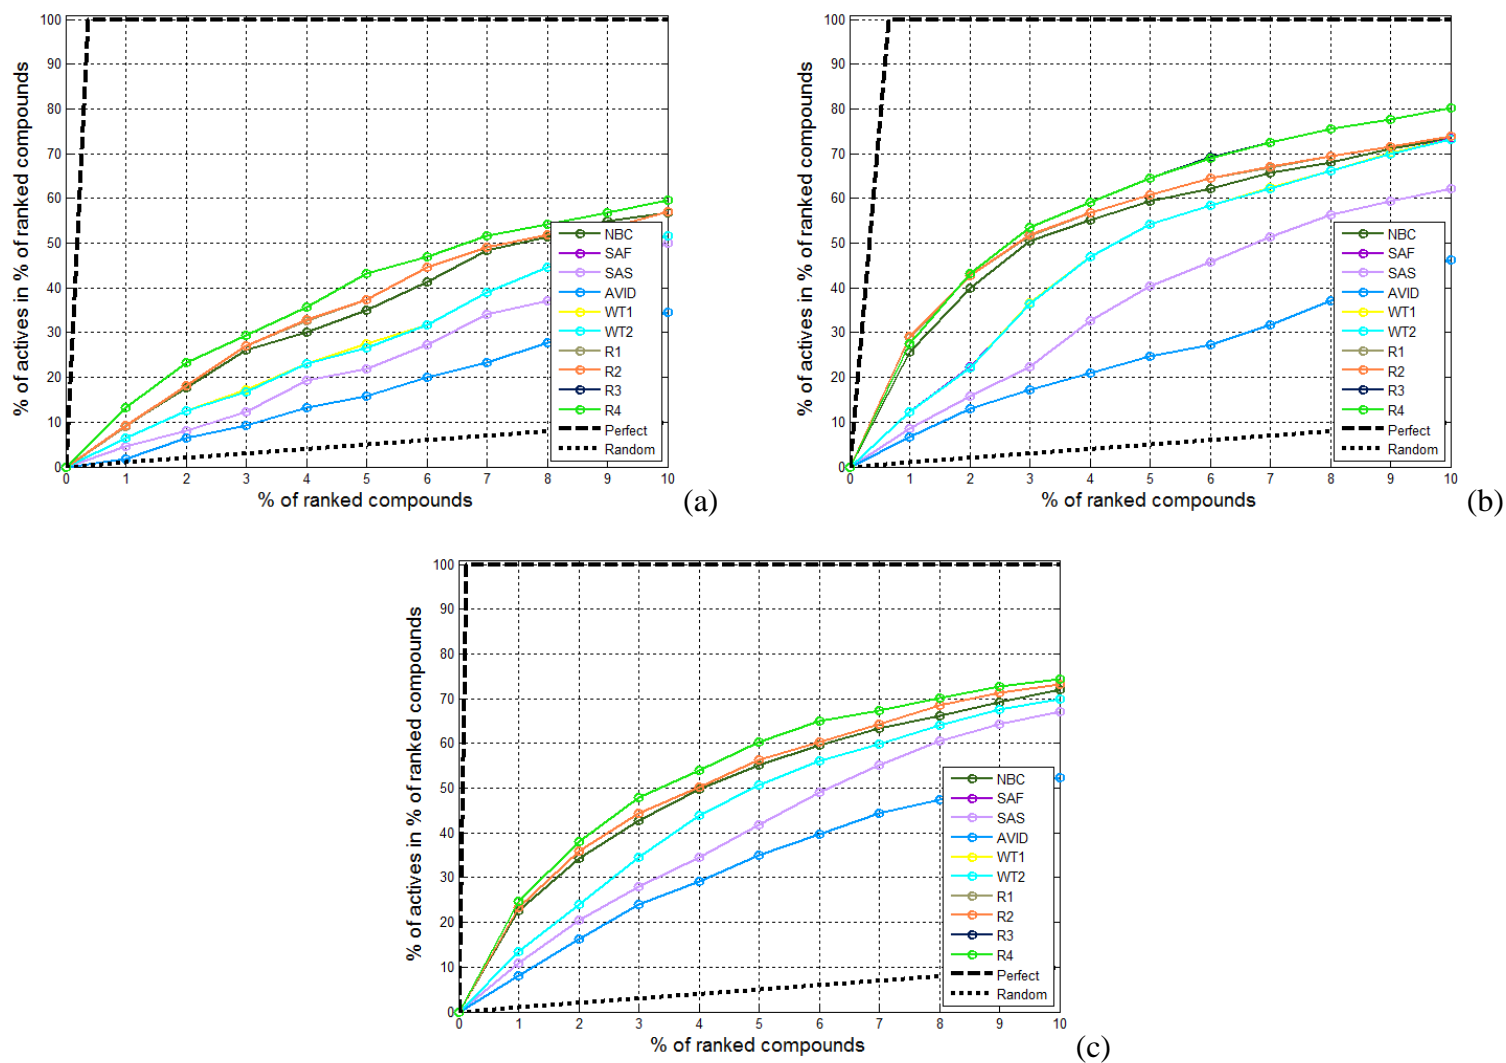 % of actives in % of ranked compounds
100
90
80
70
60
50
40
30
20
10
0
0 1 2 3 4 5 6 7 8 9 10
% of ranked compounds
NBC
SAF
SAS
AVID
WT1
WT2
R1
R2
R3
R4
Perfect
Random
(a)
% of actives in % of ranked compounds
100
90
80
70
60
50
40
30
20
10
0
0 1 2 3 4 5 6 7 8 9 10
% of ranked compounds
NBC
SAF
SAS
AVID
WT1
WT2
R1
R2
R3
R4
Perfect
Random
(b)
% of actives in % of ranked compounds
100
90
80
70
60
50
40
30
20
10
0
0 1 2 3 4 5 6 7 8 9 10
% of ranked compounds
NBC
SAF
SAS
AVID
WT1
WT2
R1
R2
R3
R4
Perfect
Random
(c)